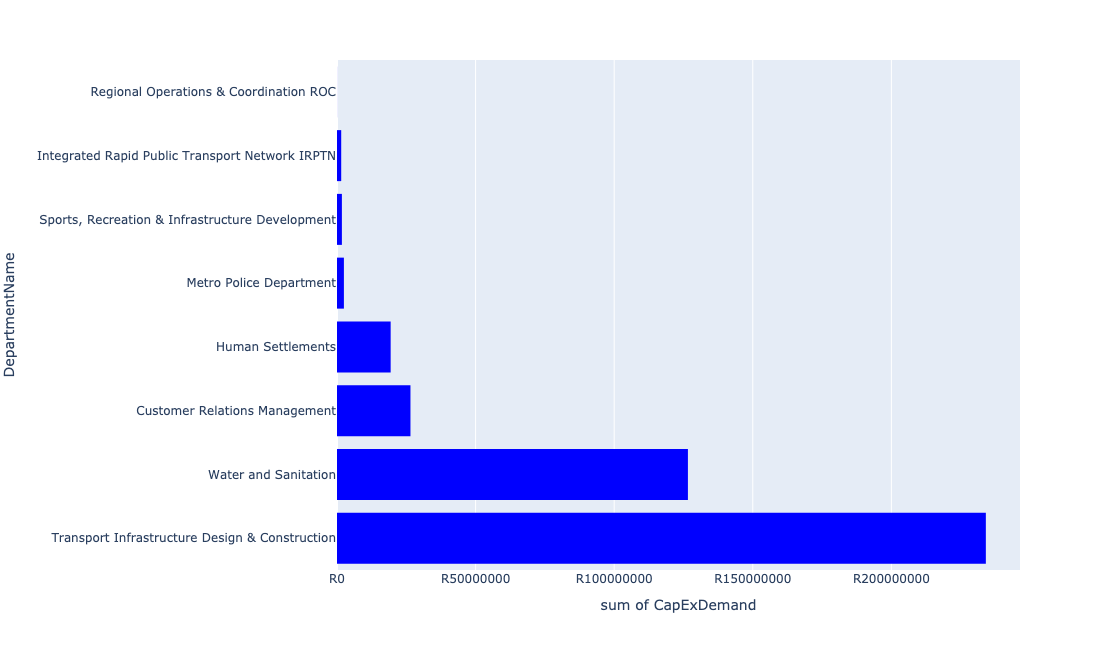 Regional Operations & Coordination ROC
Integrated Rapid Public Transport Network IRPTN
Sports, Recreation & Infrastructure Development
Metro Police Department
Human Settlements
Customer Relations Management
Water and Sanitation
Transport Infrastructure Design & Construction
DepartmentName
R0 R50000000 R100000000 R150000000 R200000000
sum of CapExDemand